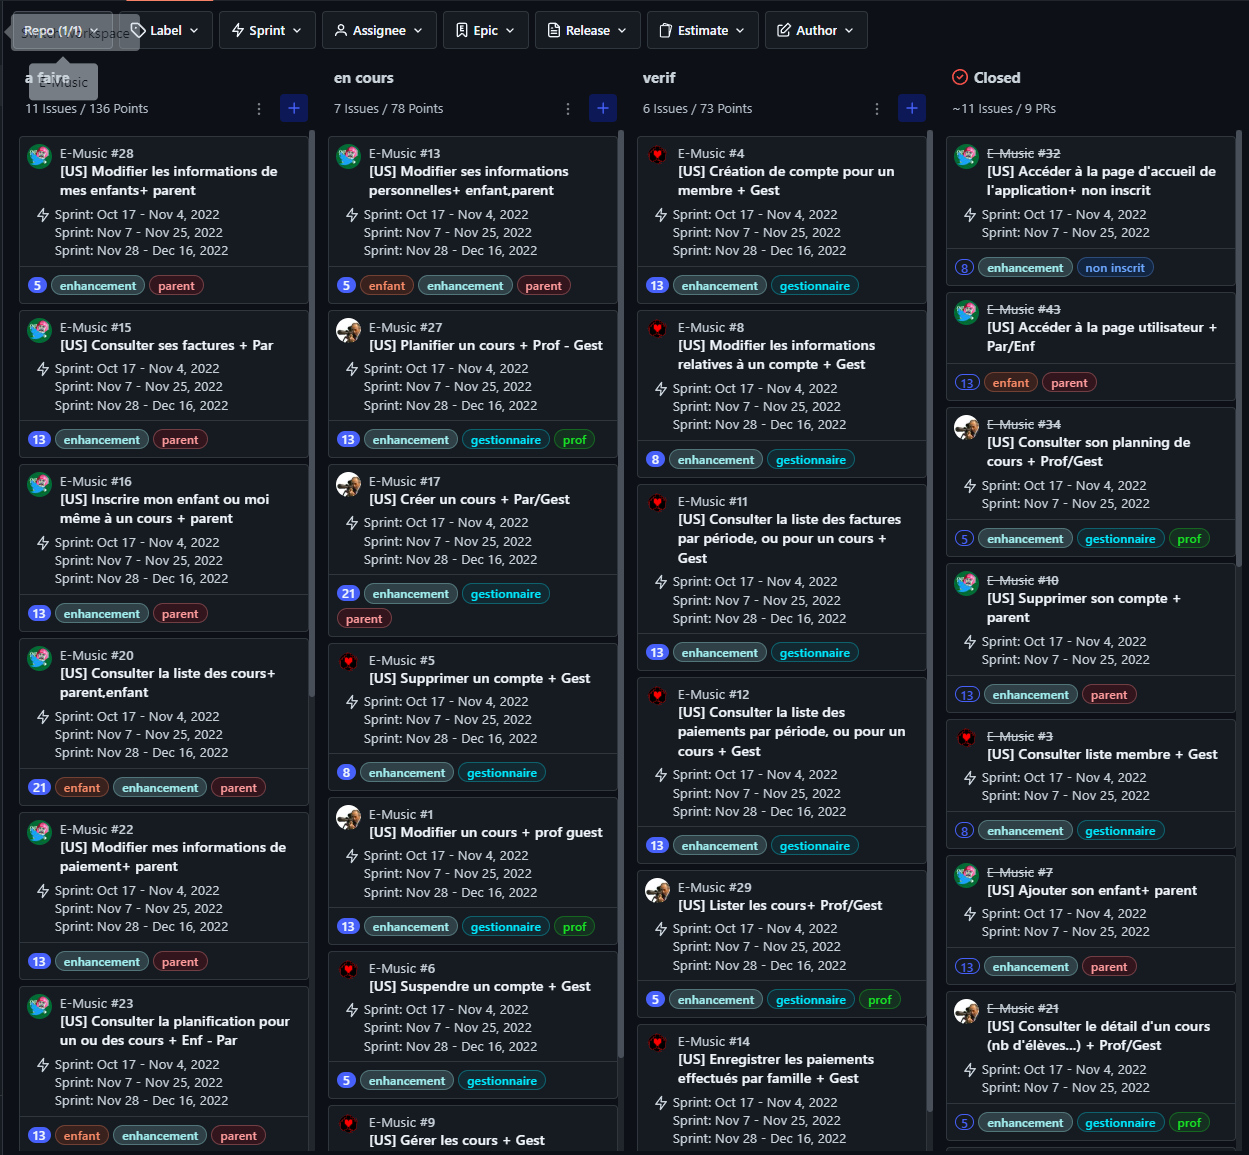 Repo (1/1)
Label
Sprint
Assignee
Epic
Release
Estimate
Author
E-Music
a faire
11 Issues / 136 Points
E-Music #28
[US] Modifier les informations de
mes enfants+ parent
Sprint: Oct 17 - Nov 4, 2022
Sprint: Nov 7 - Nov 25, 2022
Sprint: Nov 28 - Dec 16, 2022
5 enhancement parent
E-Music #15
[US] Consulter ses factures + Par
Sprint: Oct 17 - Nov 4, 2022
Sprint: Nov 7 - Nov 25, 2022
Sprint: Nov 28 - Dec 16, 2022
13 enhancement parent
E-Music #16
[US] Inscrire mon enfant ou moi
même à un cours + parent
Sprint: Oct 17 - Nov 4, 2022
Sprint: Nov 7 - Nov 25, 2022
Sprint: Nov 28 - Dec 16, 2022
13 enhancement parent
E-Music #20
[US] Consulter la liste des cours+
parent,enfant
Sprint: Oct 17 - Nov 4, 2022
Sprint: Nov 7 - Nov 25, 2022
Sprint: Nov 28 - Dec 16, 2022
21 enfant enhancement parent
E-Music #22
[US] Modifier mes informations de
paiement+ parent
Sprint: Oct 17 - Nov 4, 2022
Sprint: Nov 7 - Nov 25, 2022
Sprint: Nov 28 - Dec 16, 2022
13 enhancement parent
E-Music #23
[US] Consulter la planification pour
un ou des cours + Enf - Par
Sprint: Oct 17 - Nov 4, 2022
Sprint: Nov 7 - Nov 25, 2022
Sprint: Nov 28 - Dec 16, 2022
13 enfant enhancement parent
en cours
7 Issues / 78 Points
E-Music #13
[US] Modifier ses informations
personnelles+ enfant,parent
Sprint: Oct 17 - Nov 4, 2022
Sprint: Nov 7 - Nov 25, 2022
Sprint: Nov 28 - Dec 16, 2022
5 enfant enhancement parent
E-Music #27
[US] Planifier un cours + Prof - Gest
Sprint: Oct 17 - Nov 4, 2022
Sprint: Nov 7 - Nov 25, 2022
Sprint: Nov 28 - Dec 16, 2022
13 enhancement gestionnaire prof
E-Music #17
[US] Créer un cours + Par/Gest
Sprint: Oct 17 - Nov 4, 2022
Sprint: Nov 7 - Nov 25, 2022
Sprint: Nov 28 - Dec 16, 2022
21 enhancement gestionnaire
parent
E-Music #5
[US] Supprimer un compte + Gest
Sprint: Oct 17 - Nov 4, 2022
Sprint: Nov 7 - Nov 25, 2022
Sprint: Nov 28 - Dec 16, 2022
8 enhancement gestionnaire
E-Music #1
[US] Modifier un cours + prof guest
Sprint: Oct 17 - Nov 4, 2022
Sprint: Nov 7 - Nov 25, 2022
Sprint: Nov 28 - Dec 16, 2022
13 enhancement gestionnaire prof
E-Music #6
[US] Suspendre un compte + Gest
Sprint: Oct 17 - Nov 4, 2022
Sprint: Nov 7 - Nov 25, 2022
Sprint: Nov 28 - Dec 16, 2022
5 enhancement gestionnaire
E-Music #9
[US] Gérer les cours + Gest
verif
6 Issues / 73 Points
E-Music #4
[US] Création de compte pour un
membre + Gest
Sprint: Oct 17 - Nov 4, 2022
Sprint: Nov 7 - Nov 25, 2022
Sprint: Nov 28 - Dec 16, 2022
13 enhancement gestionnaire
E-Music #8
[US] Modifier les informations
relatives à un compte + Gest
Sprint: Oct 17 - Nov 4, 2022
Sprint: Nov 7 - Nov 25, 2022
Sprint: Nov 28 - Dec 16, 2022
8 enhancement gestionnaire
E-Music #11
[US] Consulter la liste des factures
par période, ou pour un cours +
Gest
Sprint: Oct 17 - Nov 4, 2022
Sprint: Nov 7 - Nov 25, 2022
Sprint: Nov 28 - Dec 16, 2022
13 enhancement gestionnaire
E-Music #12
[US] Consulter la liste des
paiements par période, ou pour un
cours + Gest
Sprint: Oct 17 - Nov 4, 2022
Sprint: Nov 7 - Nov 25, 2022
Sprint: Nov 28 - Dec 16, 2022
13 enhancement gestionnaire
E-Music #29
[US] Lister les cours+ Prof/Gest
Sprint: Oct 17 - Nov 4, 2022
Sprint: Nov 7 - Nov 25, 2022
Sprint: Nov 28 - Dec 16, 2022
5 enhancement gestionnaire prof
E-Music #14
[US] Enregistrer les paiements
effectués par famille + Gest
Sprint: Oct 17 - Nov 4, 2022
Sprint: Nov 7 - Nov 25, 2022
Sprint: Nov 28 - Dec 16, 2022
Closed
~11 Issues / 9 PRs
E-Music #32
[US] Accéder à la page d'accueil de
l'application+ non inscrit
Sprint: Oct 17 - Nov 4, 2022
Sprint: Nov 7 - Nov 25, 2022
8 enhancement non inscrit
E-Music #43
[US] Accéder à la page utilisateur +
Par/Enf
13 enfant parent
E-Music #34
[US] Consulter son planning de
cours + Prof/Gest
Sprint: Oct 17 - Nov 4, 2022
Sprint: Nov 7 - Nov 25, 2022
5 enhancement gestionnaire prof
E-Music #10
[US] Supprimer son compte +
parent
Sprint: Oct 17 - Nov 4, 2022
Sprint: Nov 7 - Nov 25, 2022
13 enhancement parent
E-Music #3
[US] Consulter liste membre + Gest
Sprint: Oct 17 - Nov 4, 2022
Sprint: Nov 7 - Nov 25, 2022
8 enhancement gestionnaire
E-Music #7
[US] Ajouter son enfant+ parent
Sprint: Oct 17 - Nov 4, 2022
Sprint: Nov 7 - Nov 25, 2022
13 enhancement parent
E-Music #21
[US] Consulter le détail d'un cours
(nb d'élèves...) + Prof/Gest
Sprint: Oct 17 - Nov 4, 2022
Sprint: Nov 7 - Nov 25, 2022
5 enhancement gestionnaire prof